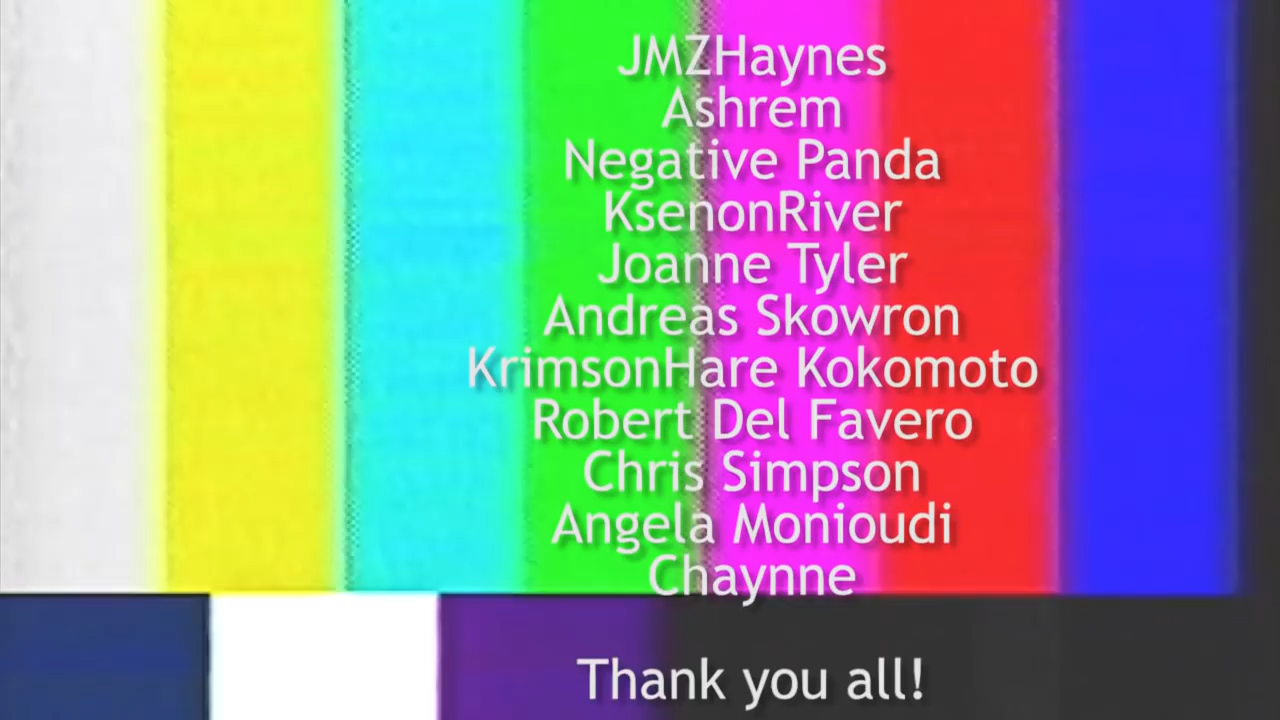 JMZHaynes
Ashrem
Negative Panda
KsenonRiver
Joanne Tyler
Andreas Skowron
KrimsonHare Kokomoto
Robert Del Favero
Chris Simpson
Angela Monioudi
Chaynne
Thank you all!